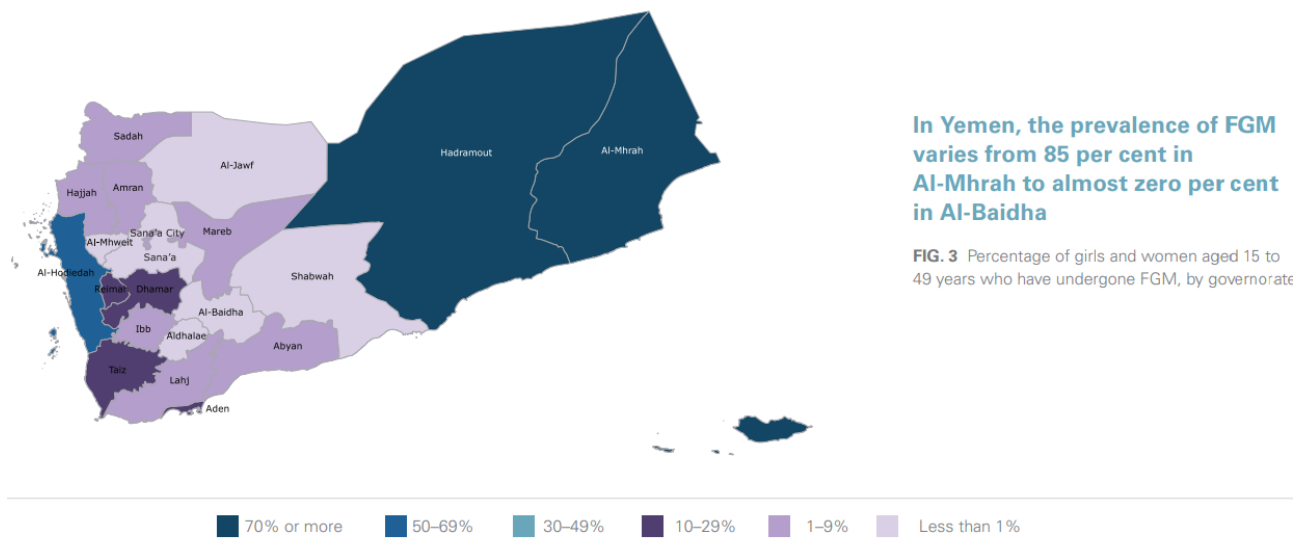 Sadah
Al-Jawf
Hadramout
Al-Mhrah
Hajjah
Amran
Sana'a City
Mareb
Al-Mhweit
Sana'a
Al-Hodiedah
Shabwah
Reimah
Dhamar
Al-Baidha
Ibb
Aldhalae
Abyan
Taiz
Lahj
Aden
In Yemen, the prevalence of FGM
varies from 85 per cent in
Al-Mhrah to almost zero per cent
in Al-Baidha
FIG. 3 Percentage of girls and women aged 15 to
49 years who have undergone FGM, by governorate
70% or more
50–69%
30–49%
10–29%
1–9%
Less than 1%